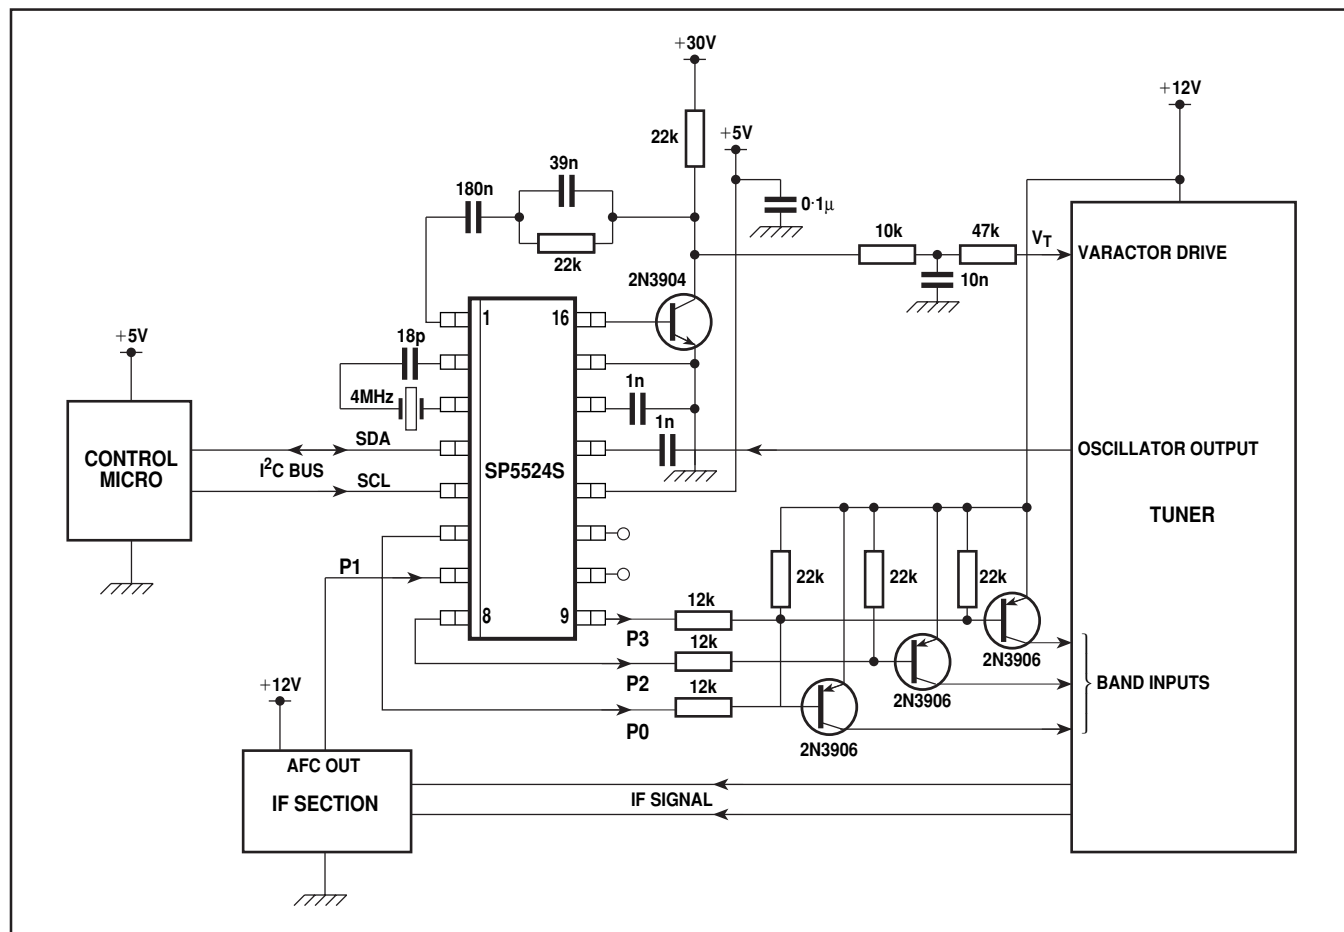 +30V
+12V
22k
+5V
39n
180n
0·1µ
22k
10k
47k
VT
VARACTOR DRIVE
10n
2N3904
+5V
18p
1
16
1n
4MHz
1n
CONTROL
MICRO
SDA
I²C BUS
SCL
SP5524S
OSCILLATOR OUTPUT
TUNER
P1
22k
22k
22k
8
9
12k
P3
12k
2N3906
P2
12k
2N3906
BAND INPUTS
P0
2N3906
+12V
AFC OUT
IF SECTION
IF SIGNAL